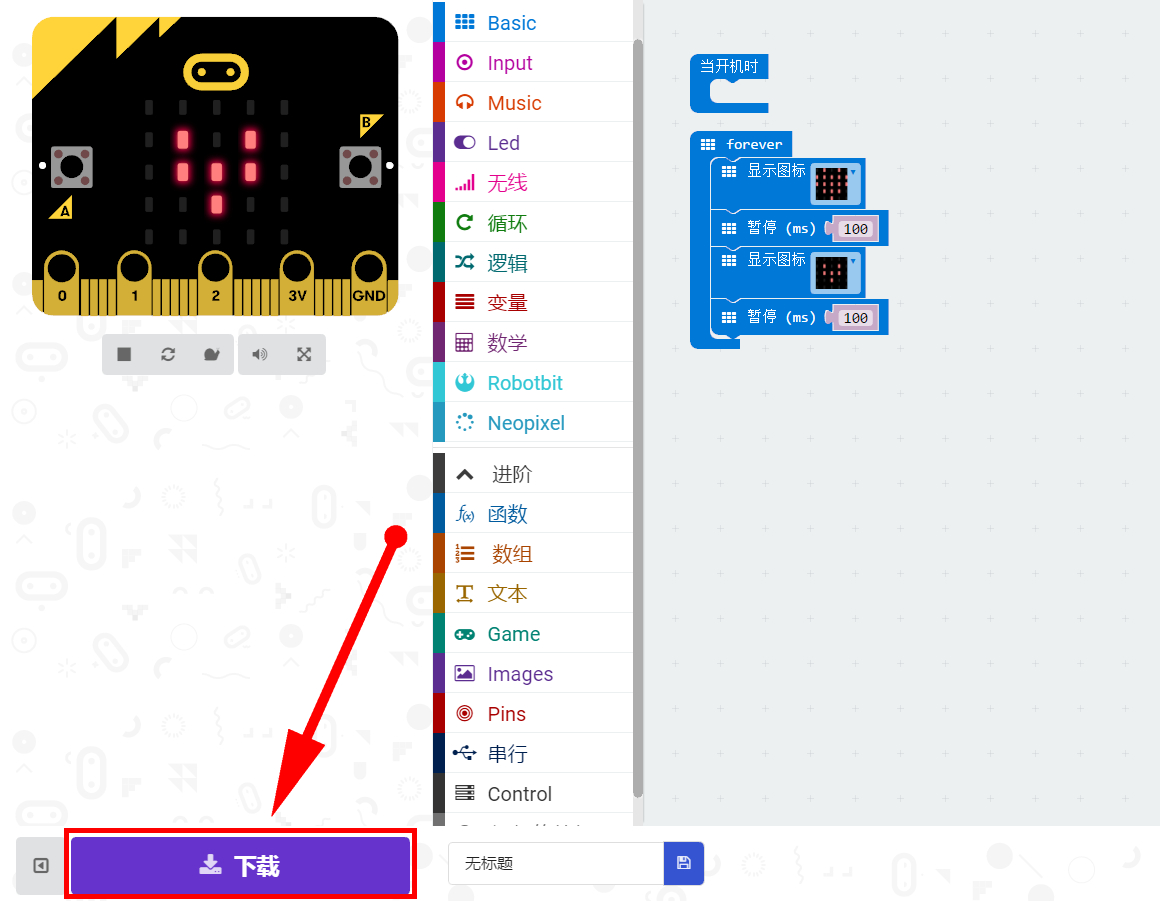 B
A
0
1
2
3V
GND
下载
Basic
Input
Music
Led
无线
循环
逻辑
变量
数学
Robotbit
Neopixel
进阶
f(x) 函数
数组
文本
Game
Images
Pins
串行
Control
当开机时
forever
显示图标
暂停 (ms) 100
显示图标
暂停 (ms) 100
无标题